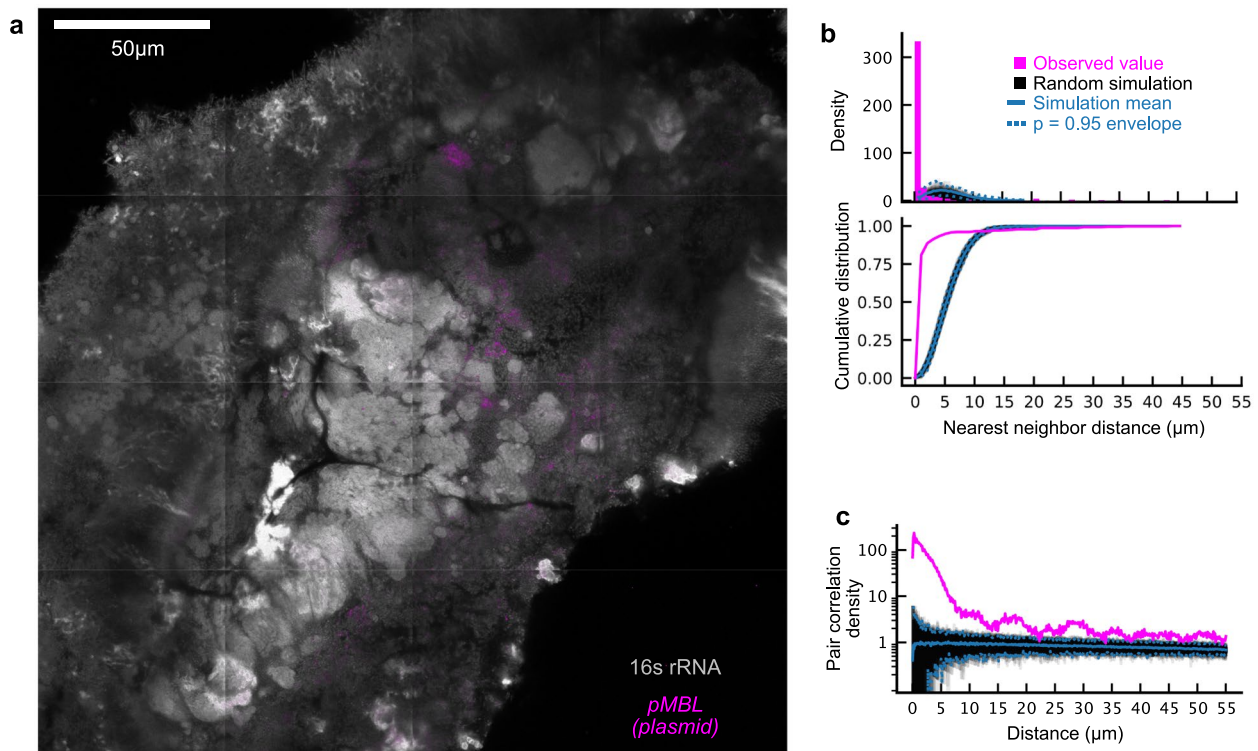 a
50μm
16s rRNA
pMBL
(plasmid)
b
300
200
100
0
Density
Observed value
Random simulation
Simulation mean
p = 0.95 envelope
1.00
0.75
0.50
0.25
0.00
Cumulative distribution
0 5 10 15 20 25 30 35 40 45 50 55
Nearest neighbor distance (μm)
c
100
10
1
Pair correlation
density
0 5 10 15 20 25 30 35 40 45 50 55
Distance (μm)